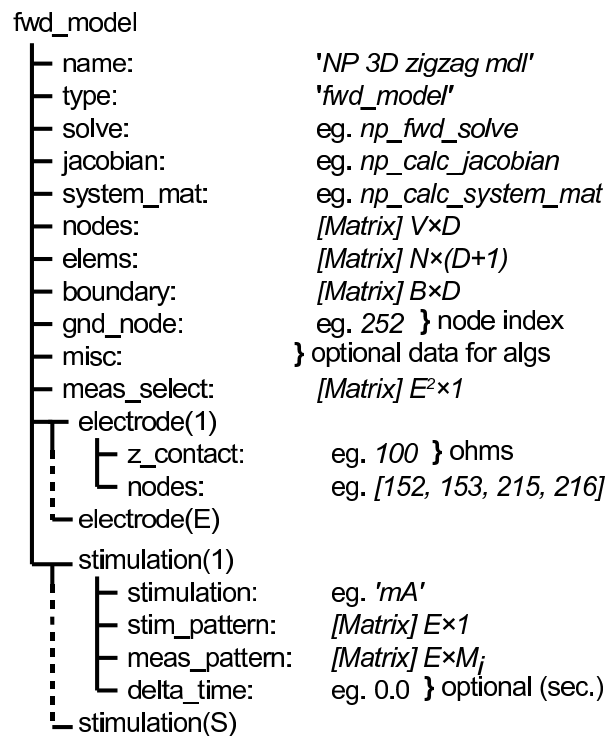 fwd_model
name: 'NP 3D zigzag mdl'
type: 'fwd_model'
solve: eg. np_fwd_solve
jacobian: eg. np_calc_jacobian
system_mat: eg. np_calc_system_mat
nodes: [Matrix] V×D
elems: [Matrix] N×(D+1)
boundary: [Matrix] B×D
gnd_node: eg. 252 } node index
misc: } optional data for algs
meas_select: [Matrix] E²×1
electrode(1)
z_contact: eg. 100 } ohms
nodes: eg. [152, 153, 215, 216]
electrode(E)
stimulation(1)
stimulation: eg. 'mA'
stim_pattern: [Matrix] E×1
meas_pattern: [Matrix] E×Mi
delta_time: eg. 0.0 } optional (sec.)
stimulation(S)